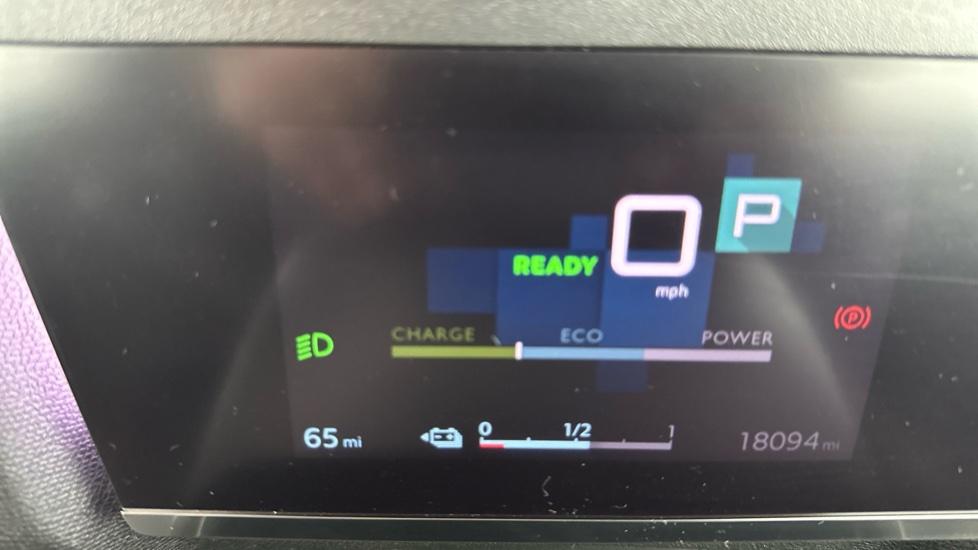 P
0
READY
mph
CHARGE ECO POWER
(P)
0 1/2 1
65 mi
18094 mi